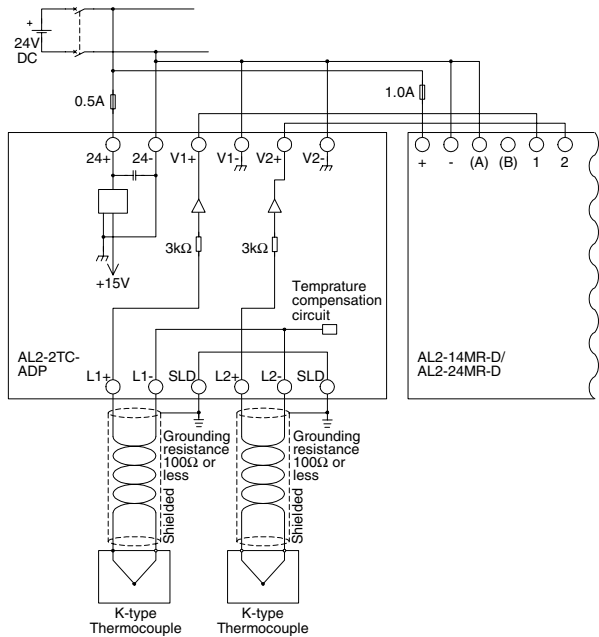 +
24V
DC
0.5A
1.0A
24+ 24- V1+ V1- V2+ V2-
+ - (A) (B) 1 2
3kΩ 3kΩ
+15V
Temprature
compensation
circuit
AL2-2TC-
ADP
AL2-14MR-D/
AL2-24MR-D
L1+ L1- SLD L2+ L2- SLD
Grounding
resistance
100Ω or
less
Shielded
Grounding
resistance
100Ω or
less
Shielded
K-type
Thermocouple
K-type
Thermocouple